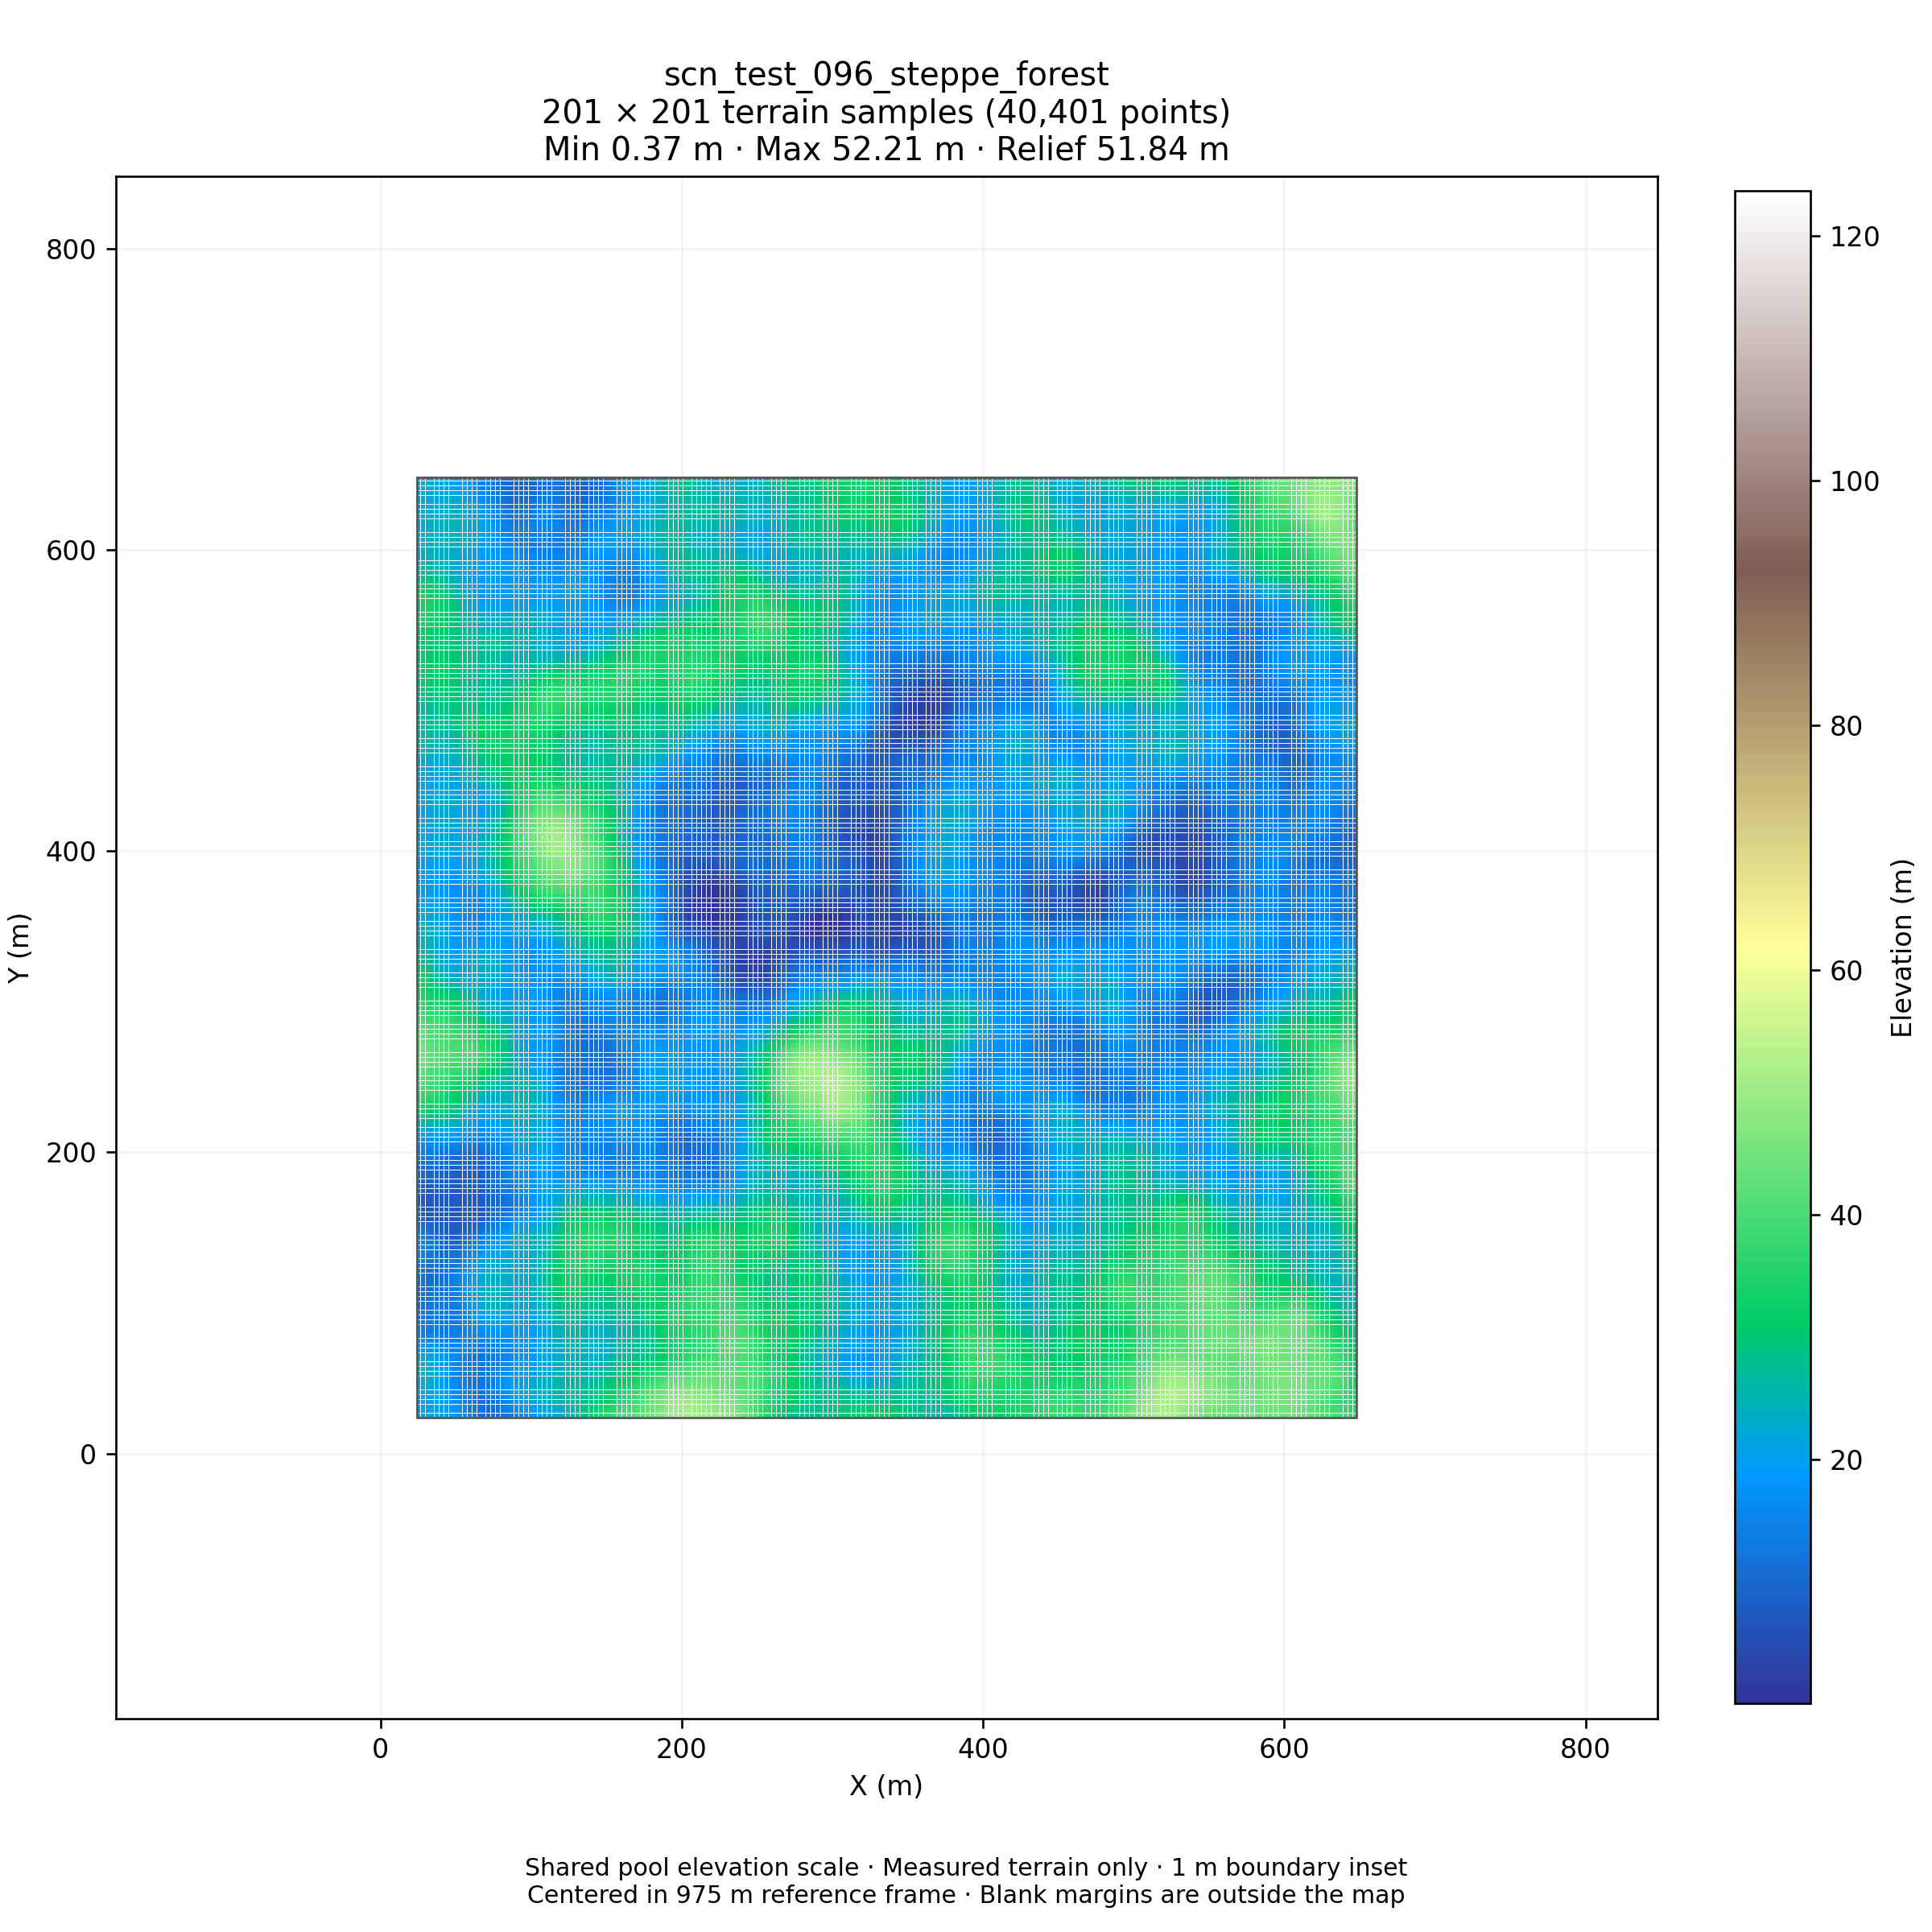 scn_test_096_steppe_forest
201 × 201 terrain samples (40,401 points)
Min 0.37 m · Max 52.21 m · Relief 51.84 m
800
600
400
200
0
Y (m)
0
200
400
600
800
X (m)
120
100
80
60
40
20
Elevation (m)
Shared pool elevation scale · Measured terrain only · 1 m boundary inset
Centered in 975 m reference frame · Blank margins are outside the map